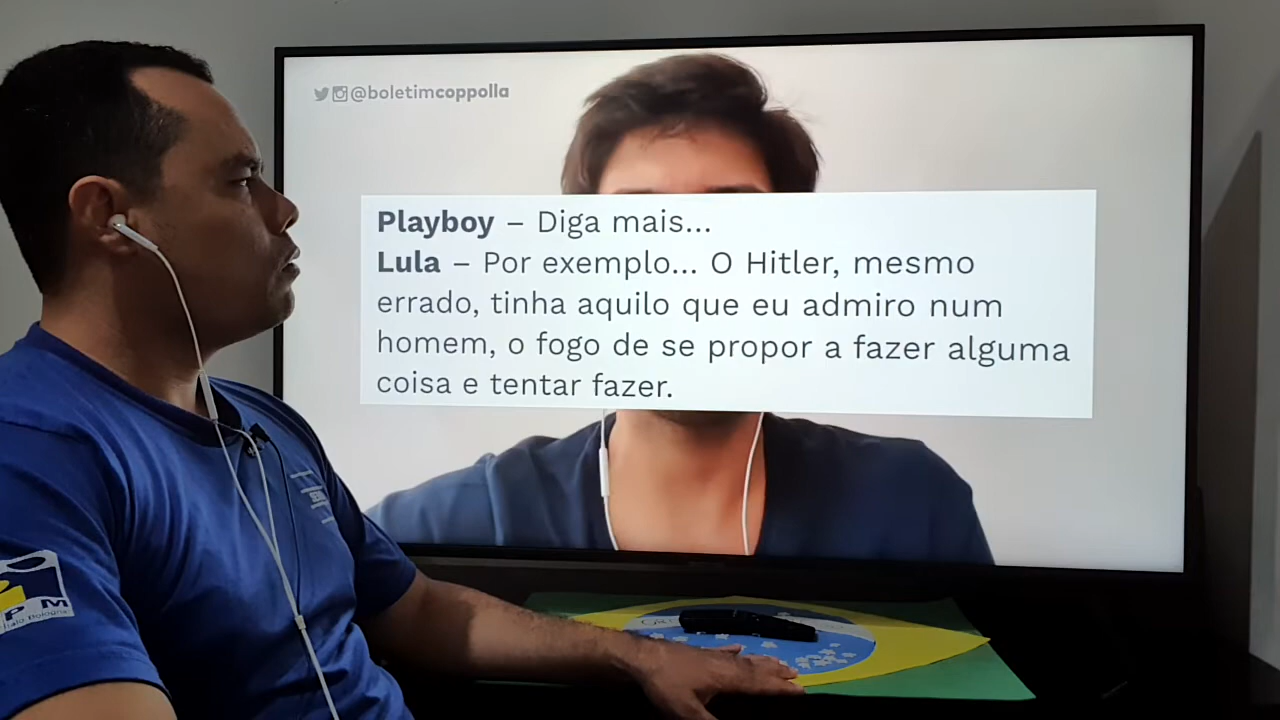 @boletimcoppolla
Playboy – Diga mais...
Lula – Por exemplo... O Hitler, mesmo
errado, tinha aquilo que eu admiro num
homem, o fogo de se propor a fazer alguma
coisa e tentar fazer.
P M